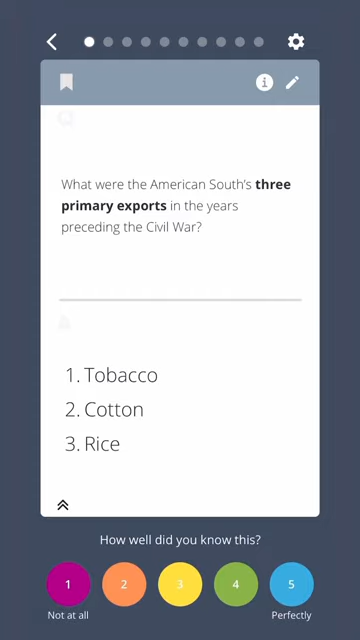 Q
What were the American South's three
primary exports in the years
preceding the Civil War?
A
1. Tobacco
2. Cotton
3. Rice
How well did you know this?
1 2 3 4 5
Not at all Perfectly